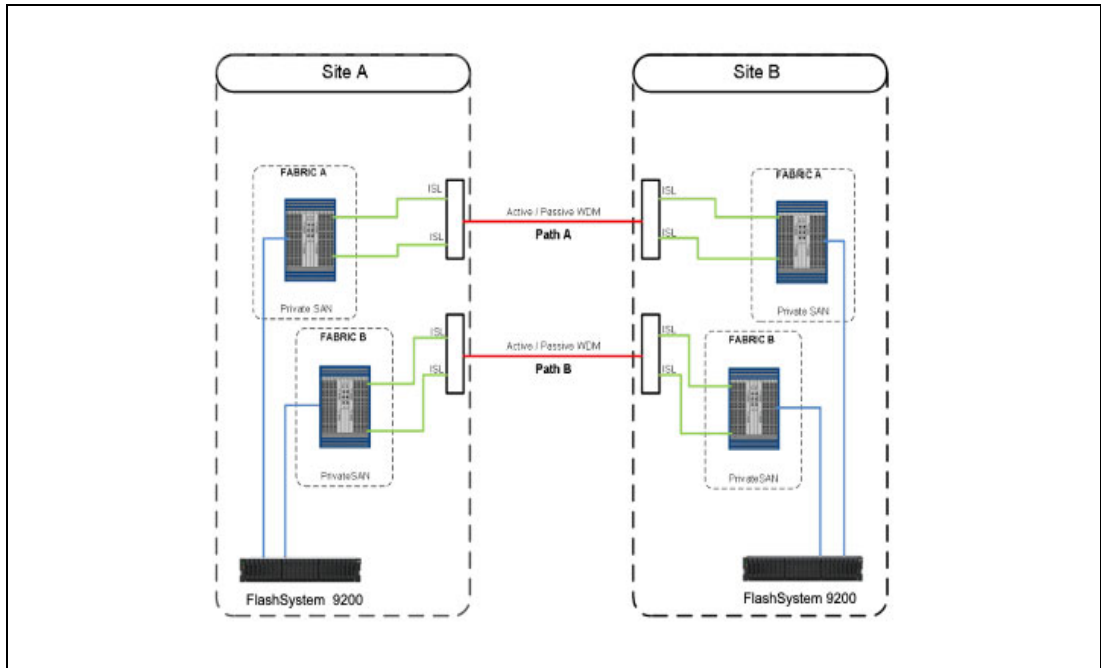 Site A
Site B
FABRIC A
FABRIC A
ISL
ISL
Active / Passive WDM
Path A
ISL
ISL
Private SAN
Private SAN
FABRIC B
FABRIC B
ISL
ISL
Active / Passive WDM
Path B
ISL
ISL
PrivateSAN
PrivateSAN
FlashSystem 9200
FlashSystem 9200